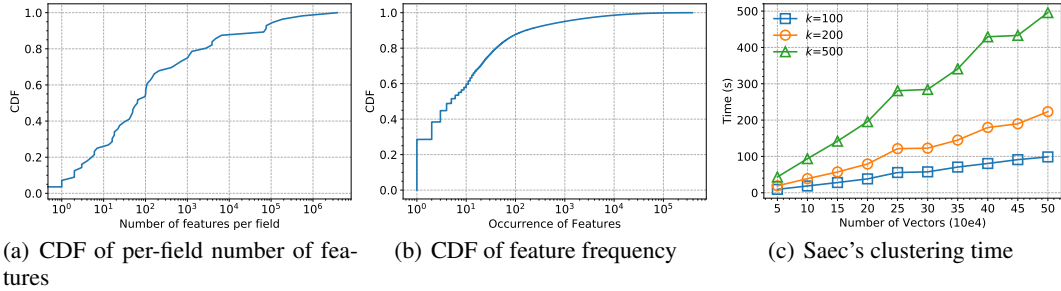 1.0
0.8
0.6
0.4
0.2
0.0
CDF
10^0 10^1 10^2 10^3 10^4 10^5 10^6
Number of features per field
(a) CDF of per-field number of fea-
tures
1.0
0.8
0.6
0.4
0.2
0.0
CDF
10^0 10^1 10^2 10^3 10^4 10^5
Occurrence of Features
(b) CDF of feature frequency
500
400
300
200
100
0
Time (s)
k=100
k=200
k=500
5 10 15 20 25 30 35 40 45 50
Number of Vectors (10e4)
(c) Saec's clustering time